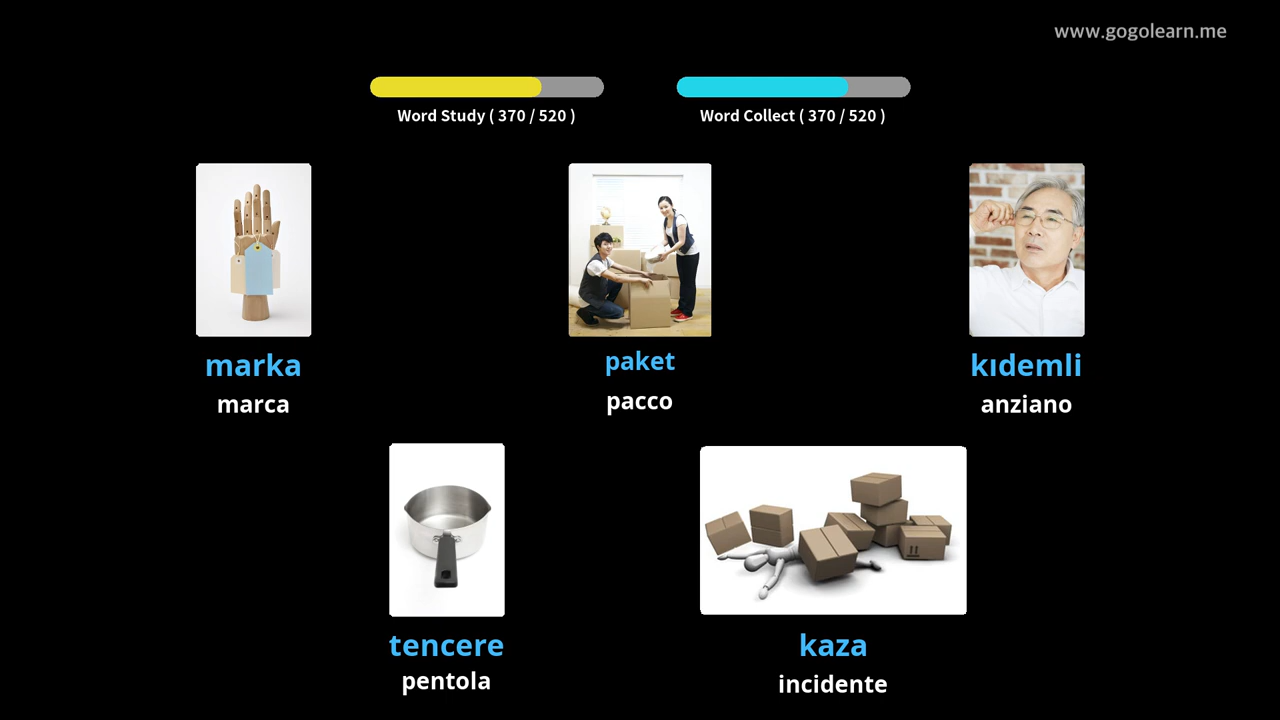 www.gogolearn.me
Word Study ( 370 / 520 )
Word Collect ( 370 / 520 )
marka
marca
paket
pacco
kıdemli
anziano
tencere
pentola
kaza
incidente